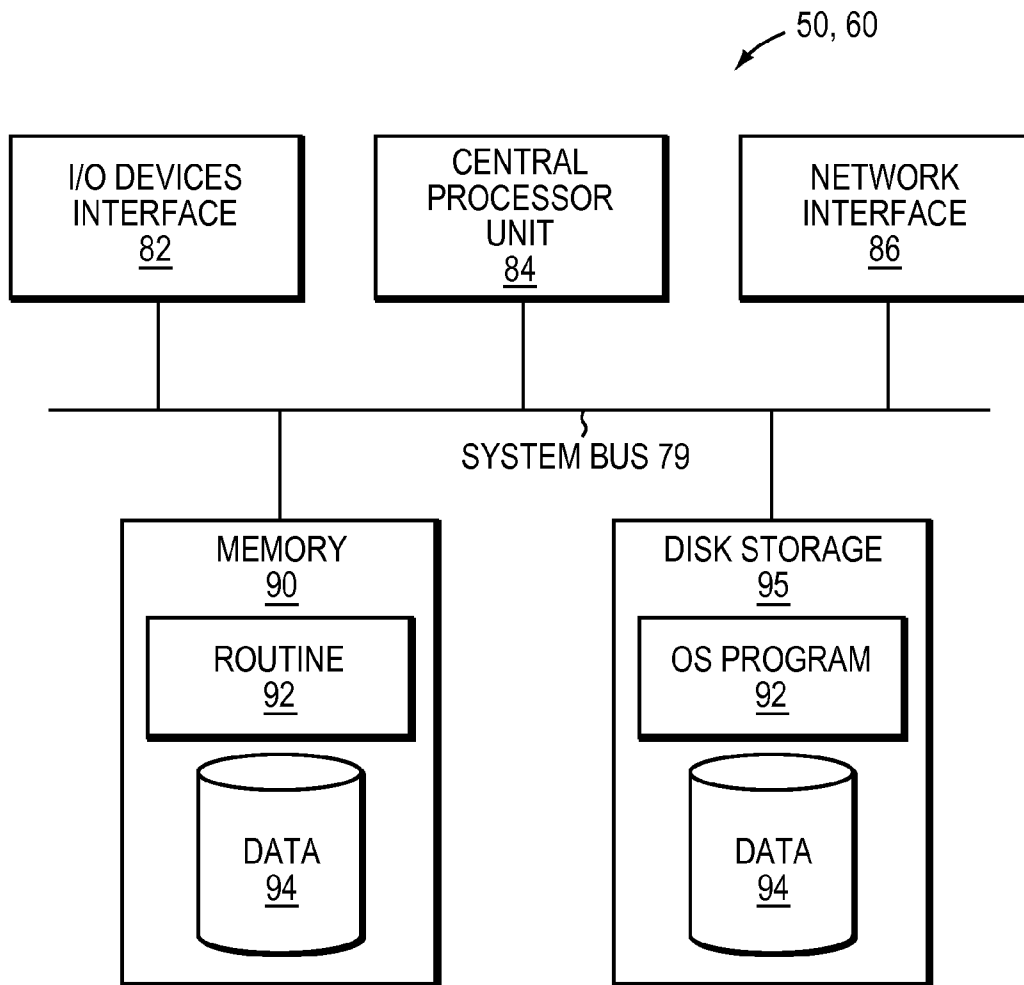 50, 60
I/O DEVICES
INTERFACE
82
CENTRAL
PROCESSOR
UNIT
84
NETWORK
INTERFACE
86
SYSTEM BUS 79
MEMORY
90
ROUTINE
92
DATA
94
DISK STORAGE
95
OS PROGRAM
92
DATA
94